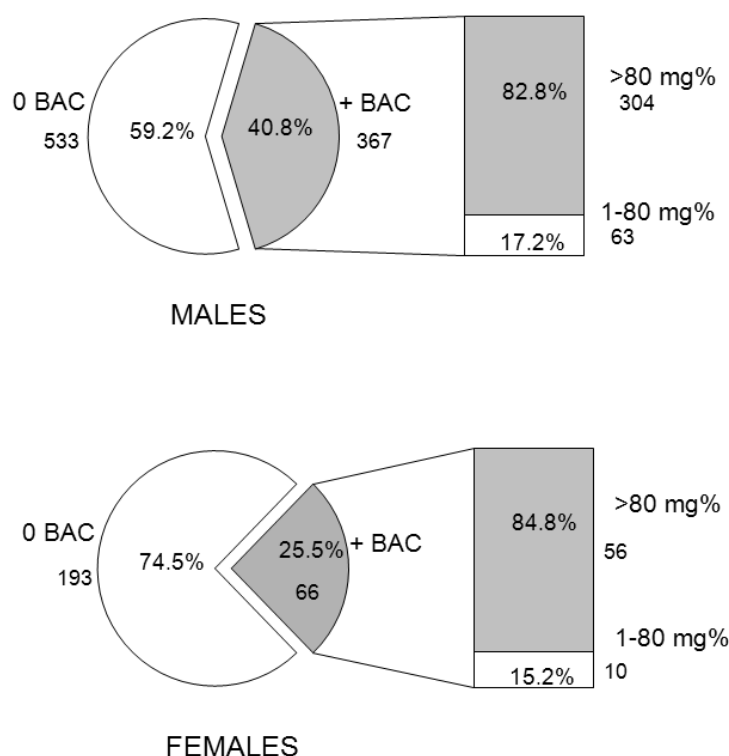 0 BAC
533
59.2%
40.8%
+ BAC
367
82.8%
>80 mg%
304
17.2%
1-80 mg%
63
MALES
0 BAC
193
74.5%
25.5%
66
+ BAC
84.8%
>80 mg%
56
15.2%
1-80 mg%
10
FEMALES